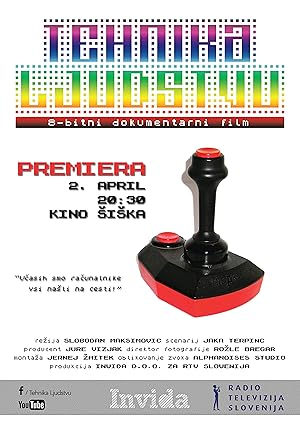 TEHNIKA
LJUDSTVU
8-bitni dokumentarni film
PREMIERA
2. APRIL
20:30
KINO ŠIŠKA
"Včasih smo računalnike
vsi našli na cesti!"
režija SLOBODAN MAKSIMOVIĆ scenarij JAKA TERPINC
producent JURE VIZJAK direktor fotografije ROŽLE BREGAR
montaža JERNEJ ŽMITEK oblikovanje zvoka ALPHANOISES STUDIO
produkcija INVIDA D.O.O. ZA RTV SLOVENIJA
f / Tehnika Ljudstvu
YouTube
Invida
RADIO
TELEVIZIJA
SLOVENIJA